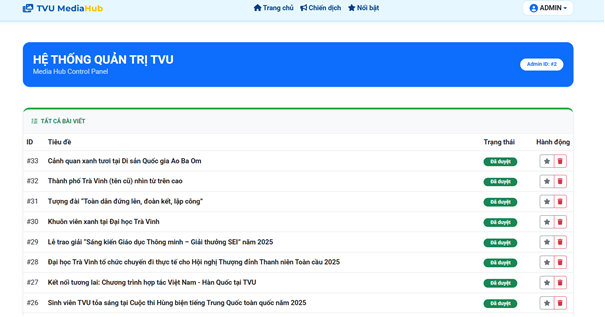 TVU MediaHub
Trang chủ Chiến dịch Nổi bật
ADMIN
HỆ THỐNG QUẢN TRỊ TVU
Media Hub Control Panel
Admin ID: #2
TẤT CẢ BÀI VIẾT
ID Tiêu đề Trạng thái Hành động
#33 Cảnh quan xanh tươi tại Di sản Quốc gia Ao Ba Om Đã duyệt
#32 Thành phố Trà Vinh (tên cũ) nhìn từ trên cao Đã duyệt
#31 Tượng đài "Toàn dân đứng lên, đoàn kết, lập công" Đã duyệt
#30 Khuôn viên xanh tại Đại học Trà Vinh Đã duyệt
#29 Lễ trao giải "Sáng kiến Giáo dục Thông minh – Giải thưởng SEI" năm 2025 Đã duyệt
#28 Đại học Trà Vinh tổ chức chuyến đi thực tế cho Hội nghị Thượng đỉnh Thanh niên Toàn cầu 2025 Đã duyệt
#27 Kết nối tương lai: Chương trình hợp tác Việt Nam - Hàn Quốc tại TVU Đã duyệt
#26 Sinh viên TVU tỏa sáng tại Cuộc thi Hùng biện tiếng Trung Quốc toàn quốc năm 2025 Đã duyệt